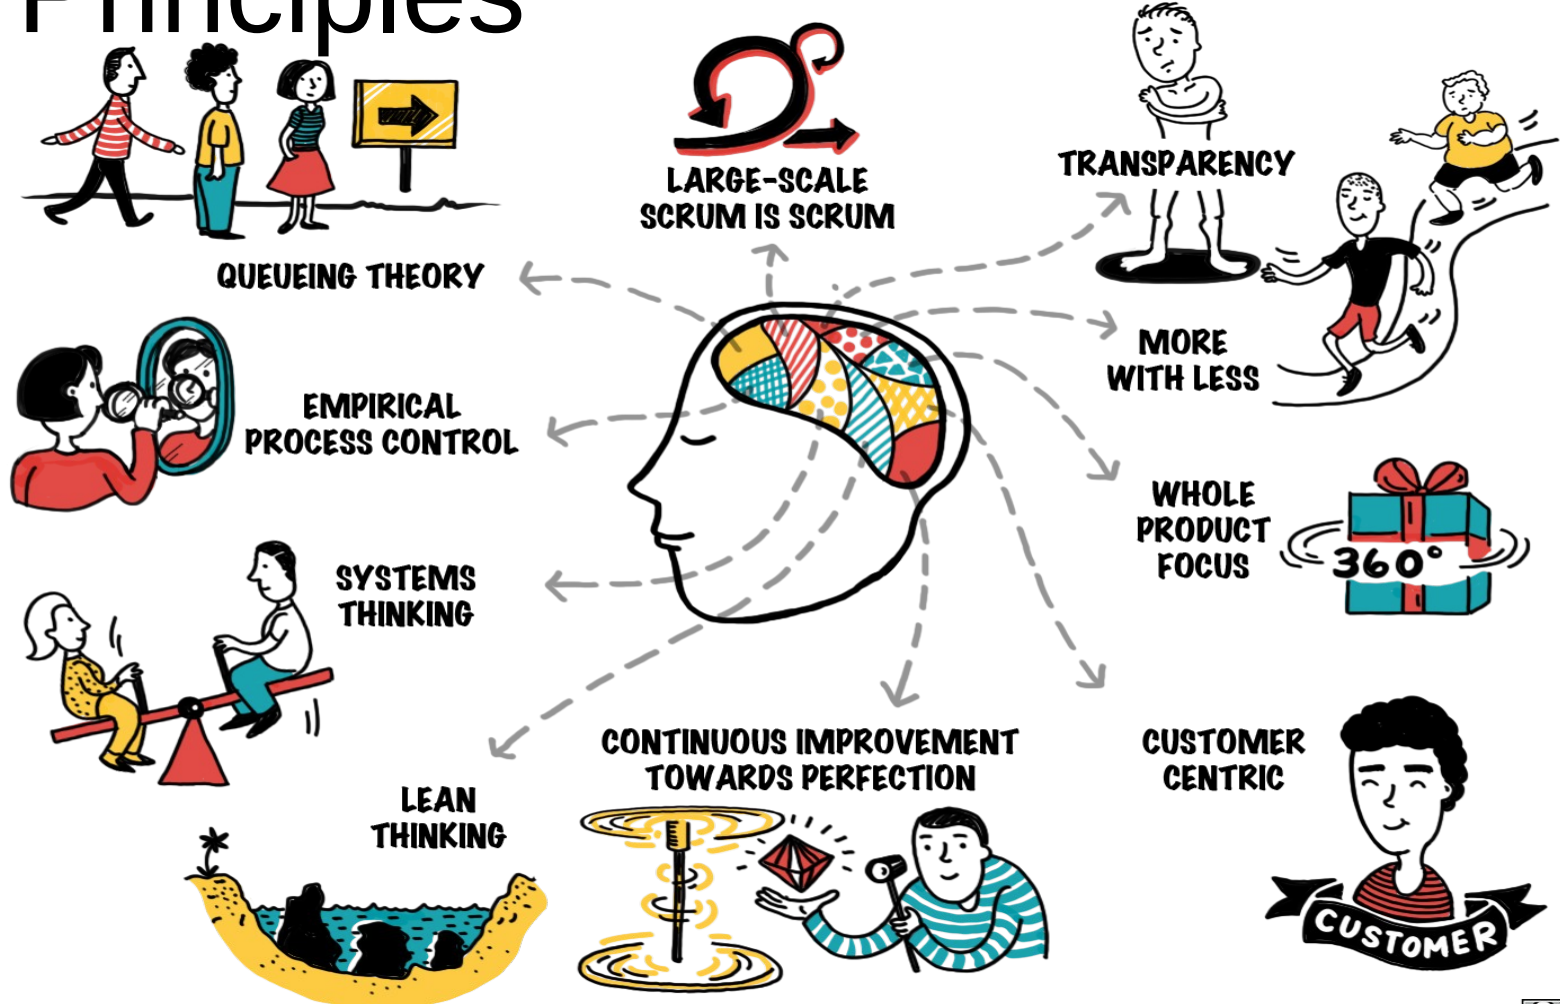 Principles
LARGE-SCALE
SCRUM IS SCRUM
TRANSPARENCY
QUEUEING THEORY
MORE
WITH LESS
EMPIRICAL
PROCESS CONTROL
WHOLE
PRODUCT
FOCUS
360°
SYSTEMS
THINKING
CONTINUOUS IMPROVEMENT
TOWARDS PERFECTION
CUSTOMER
CENTRIC
LEAN
THINKING
CUSTOMER